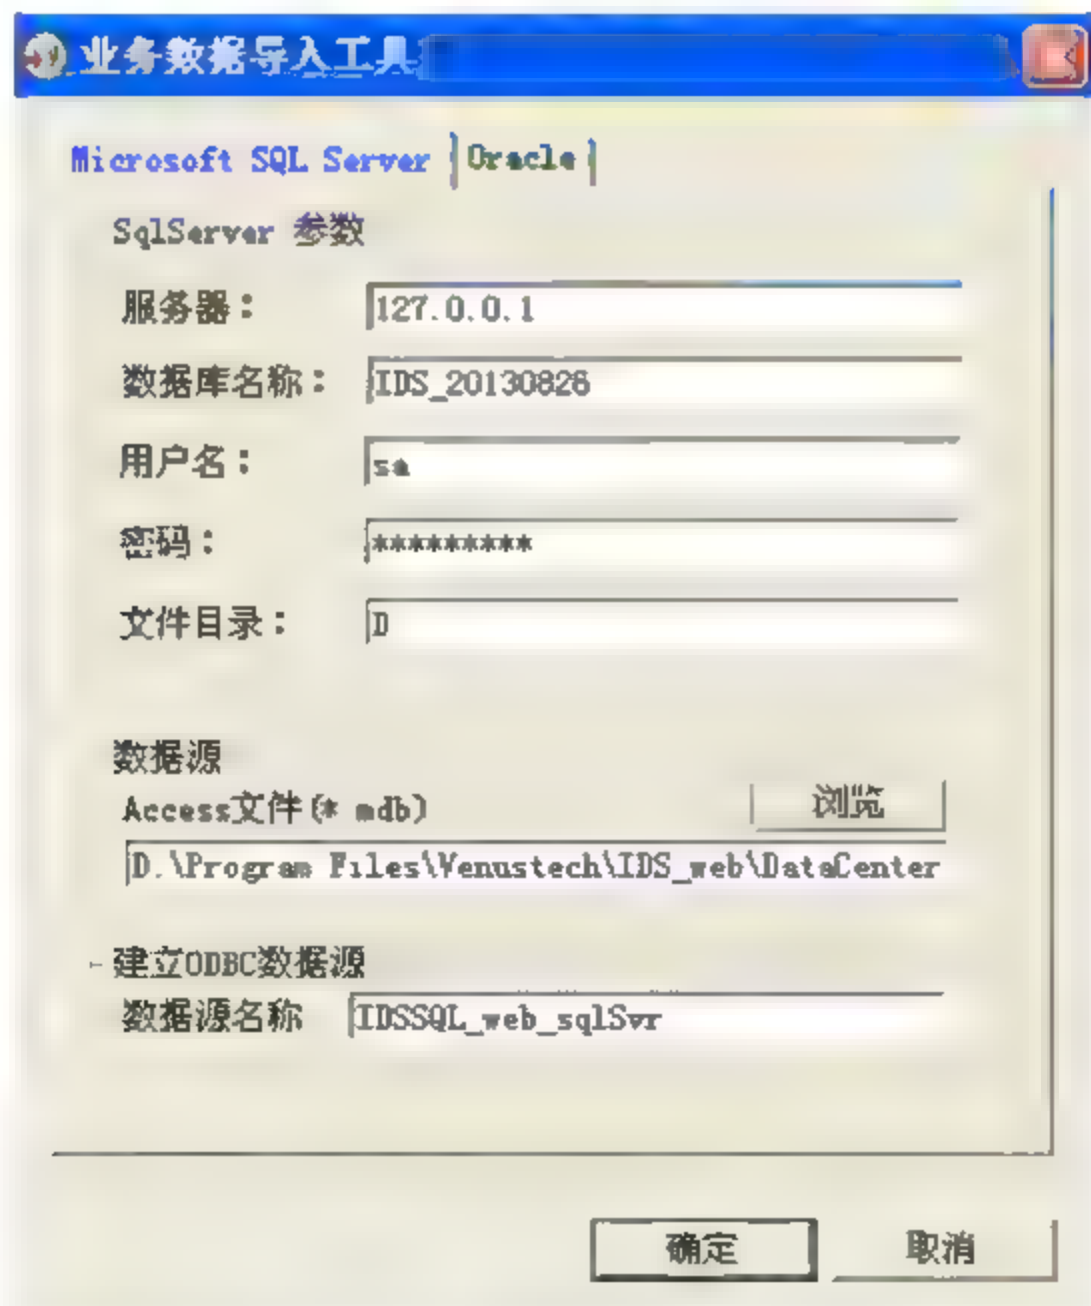 业务数据导入工具
Microsoft SQL Server Oracle
SqlServer 参数
服务器： 127.0.0.1
数据库名称： IDS_20130826
用户名： sa
密码： *********
文件目录： D
数据源
Access文件(*.mdb) 浏览
D:\Program Files\Venustech\IDS_web\DataCenter
建立ODBC数据源
数据源名称 IDSSQL_web_sqlSvr
确定 取消